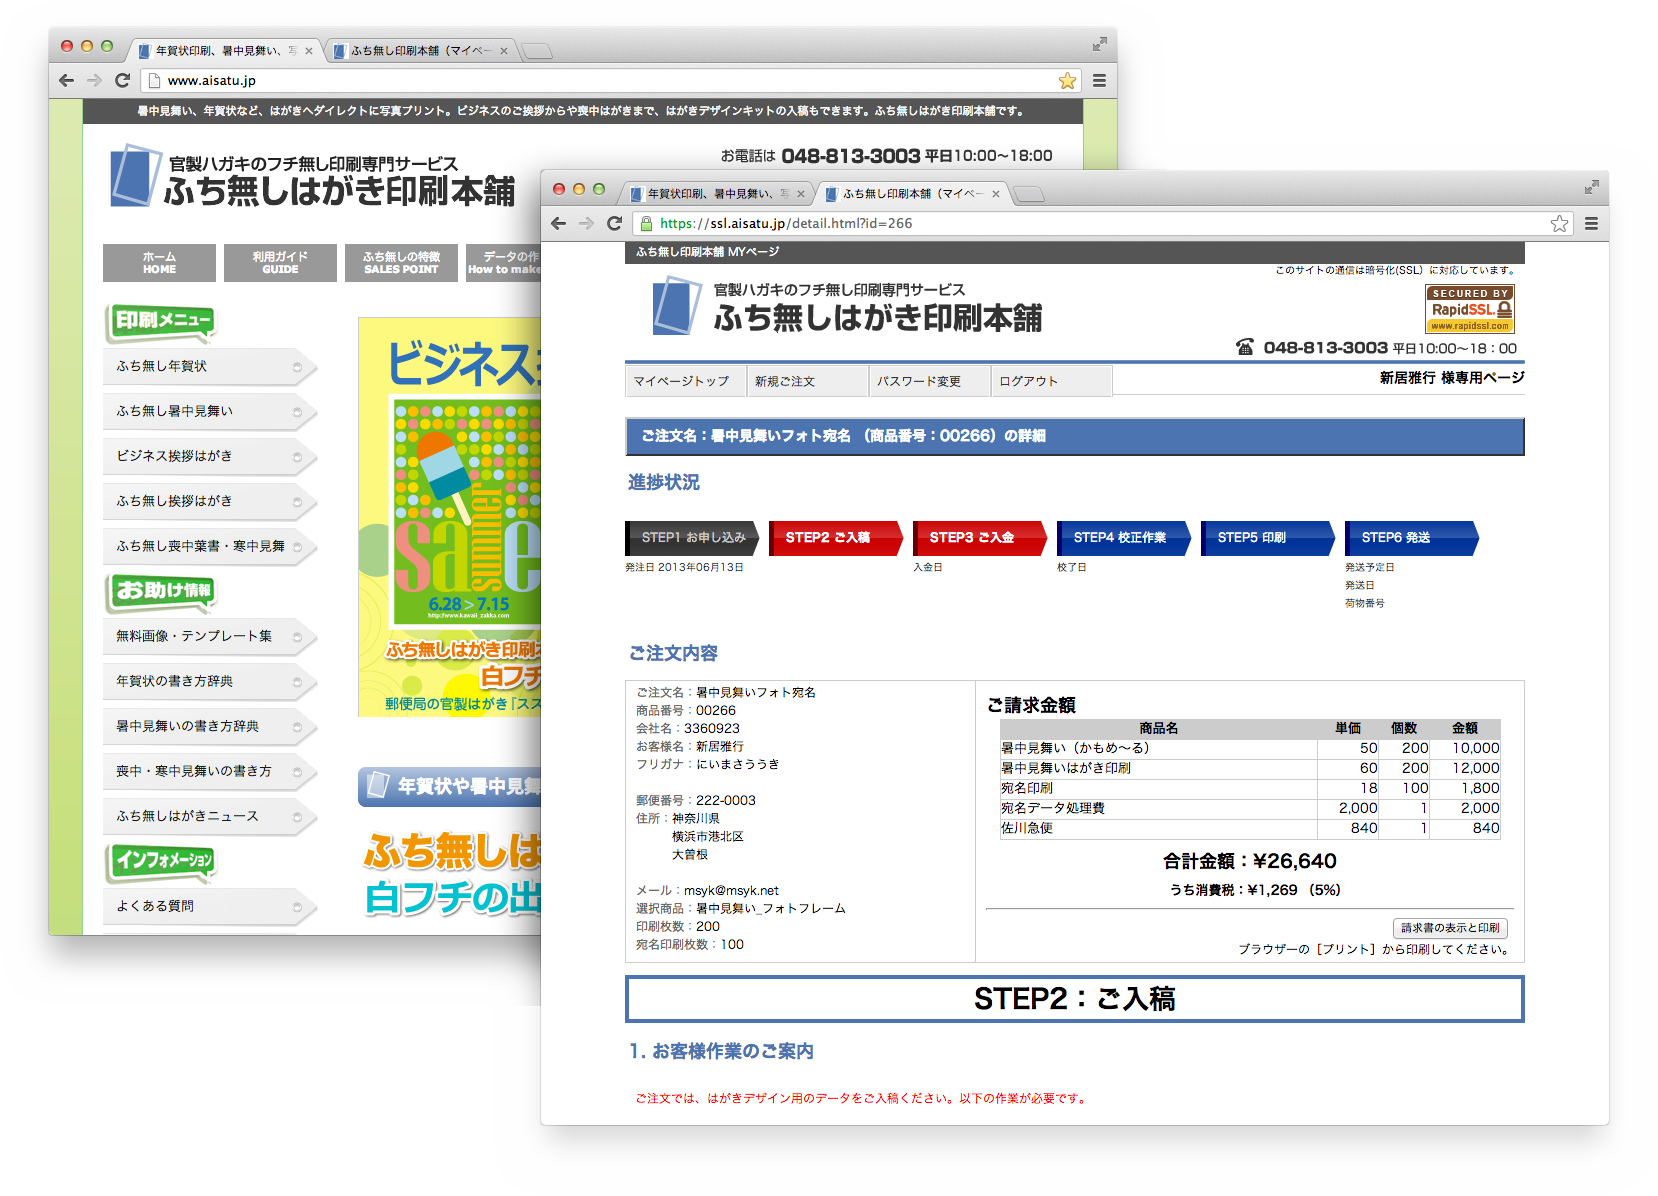 年賀状印刷、暑中見舞い、写
ふち無し印刷本舗（マイペー
www.aisatu.jp
暑中見舞い、年賀状など、はがきへダイレクトに写真プリント。ビジネスのご挨拶からや喪中はがきまで、はがきデザインキットの入稿もできます。ふち無しはがき印刷本舗です。
官製ハガキのフチ無し印刷専門サービス
ふち無しはがき印刷本舗
お電話は 048-813-3003 平日10:00〜18:00
ホーム
HOME
利用ガイド
GUIDE
ふち無しの特徴
SALES POINT
データの作
How to make
印刷メニュー
ふち無し年賀状
ふち無し暑中見舞い
ビジネス挨拶はがき
ふち無し挨拶はがき
ふち無し喪中葉書・寒中見舞
お助け情報
無料画像・テンプレート集
年賀状の書き方辞典
暑中見舞いの書き方辞典
喪中・寒中見舞いの書き方
ふち無しはがきニュース
インフォメーション
よくある質問
ビジネス
summer
sale
6.28 > 7.15
http://www.kawaii_zakka.com
ふち無しはがき印刷
白フチ
郵便局の官製はがき『スス
年賀状や暑中見舞
ふち無しは
白フチの出
年賀状印刷、暑中見舞い、写
ふち無し印刷本舗（マイペー
https://ssl.aisatu.jp/detail.html?id=266
ふち無し印刷本舗 MYページ
このサイトの通信は暗号化(SSL）に対応しています。
官製ハガキのフチ無し印刷専門サービス
ふち無しはがき印刷本舗
SECURED BY
RapidSSL.
www.rapidssl.com
048-813-3003 平日10:00〜18：00
マイページトップ
新規ご注文
パスワード変更
ログアウト
新居雅行 様専用ページ
ご注文名：暑中見舞いフォト宛名 （商品番号：00266）の詳細
進捗状況
STEP1 お申し込み
STEP2 ご入稿
STEP3 ご入金
STEP4 校正作業
STEP5 印刷
STEP6 発送
発注日 2013年06月13日
入金日
校了日
発送予定日
発送日
荷物番号
ご注文内容
ご注文名：暑中見舞いフォト宛名
商品番号：00266
会社名：3360923
お客様名：新居雅行
フリガナ：にいまさううき
郵便番号：222-0003
住所：神奈川県
横浜市港北区
大曽根
メール：msyk@msyk.net
選択商品：暑中見舞い_フォトフレーム
印刷枚数：200
宛名印刷枚数：100
ご請求金額
商品名 単価 個数 金額
暑中見舞い（かもめ〜る） 50 200 10,000
暑中見舞いはがき印刷 60 200 12,000
宛名印刷 18 100 1,800
宛名データ処理費 2,000 1 2,000
佐川急便 840 1 840
合計金額：¥26,640
うち消費税：¥1,269 （5%）
請求書の表示と印刷
ブラウザーの［プリント］から印刷してください。
STEP2：ご入稿
1. お客様作業のご案内
ご注文では、はがきデザイン用のデータをご入稿ください。以下の作業が必要です。